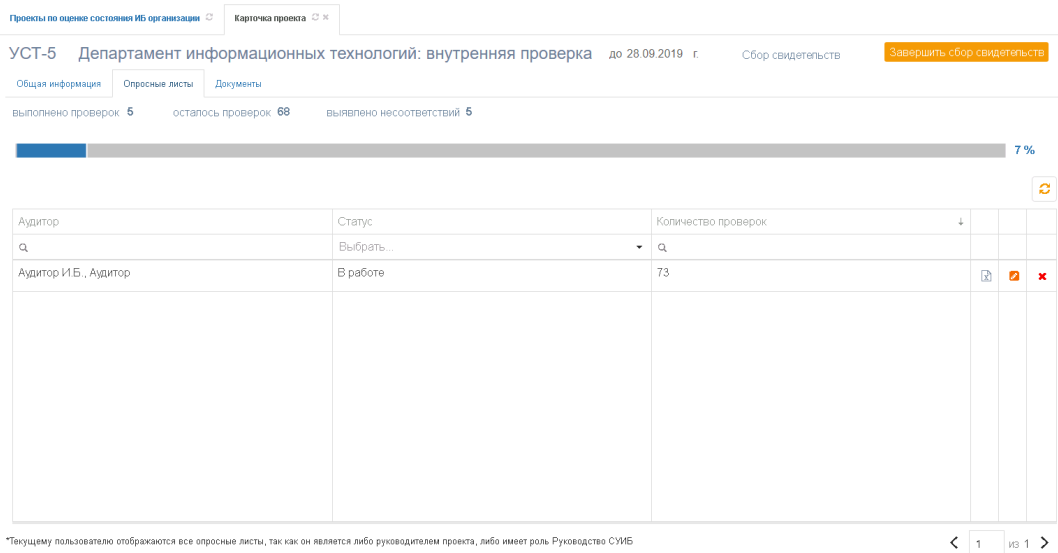 Проекты по оценке состояния ИБ организации
Карточка проекта
УСТ-5 Департамент информационных технологий: внутренняя проверка до 28.09.2019 г. Сбор свидетельств Завершить сбор свидетельств
Общая информация Опросные листы Документы
выполнено проверок 5 осталось проверок 68 выявлено несоответствий 5
7 %
Аудитор Статус Количество проверок
Выбрать...
Аудитор И.Б., Аудитор В работе 73
*Текущему пользователю отображаются все опросные листы, так как он является либо руководителем проекта, либо имеет роль Руководство СУИБ
1 из 1